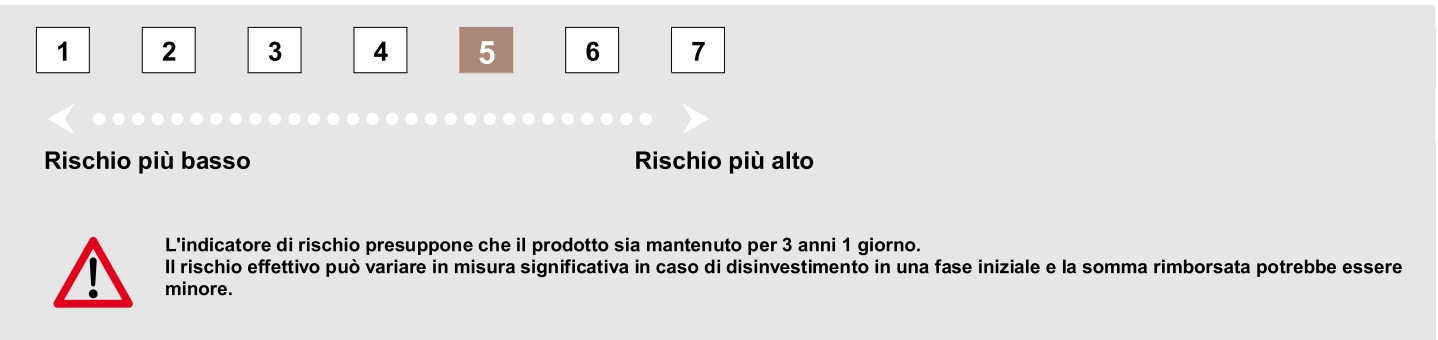 1 2 3 4 5 6 7
Rischio più basso Rischio più alto
L'indicatore di rischio presuppone che il prodotto sia mantenuto per 3 anni 1 giorno.
Il rischio effettivo può variare in misura significativa in caso di disinvestimento in una fase iniziale e la somma rimborsata potrebbe essere
minore.